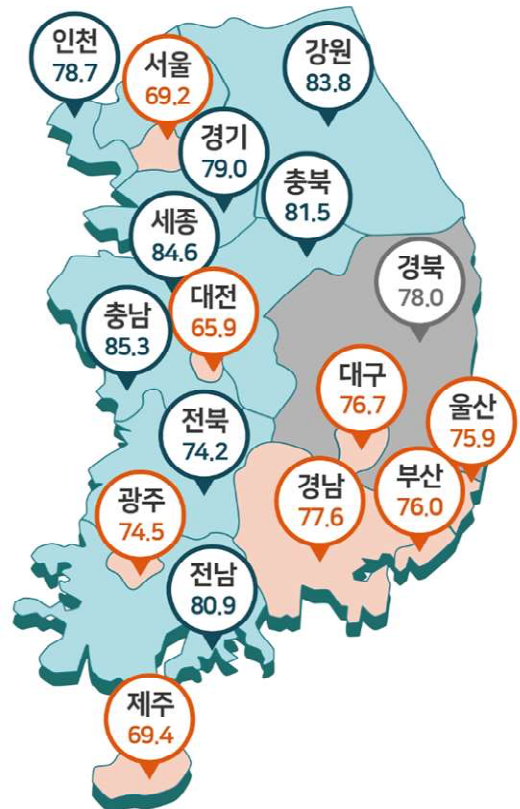 인천
78.7
서울
69.2
강원
83.8
경기
79.0
충북
81.5
세종
84.6
경북
78.0
대전
65.9
충남
85.3
대구
76.7
울산
75.9
전북
74.2
경남
77.6
부산
76.0
광주
74.5
전남
80.9
제주
69.4